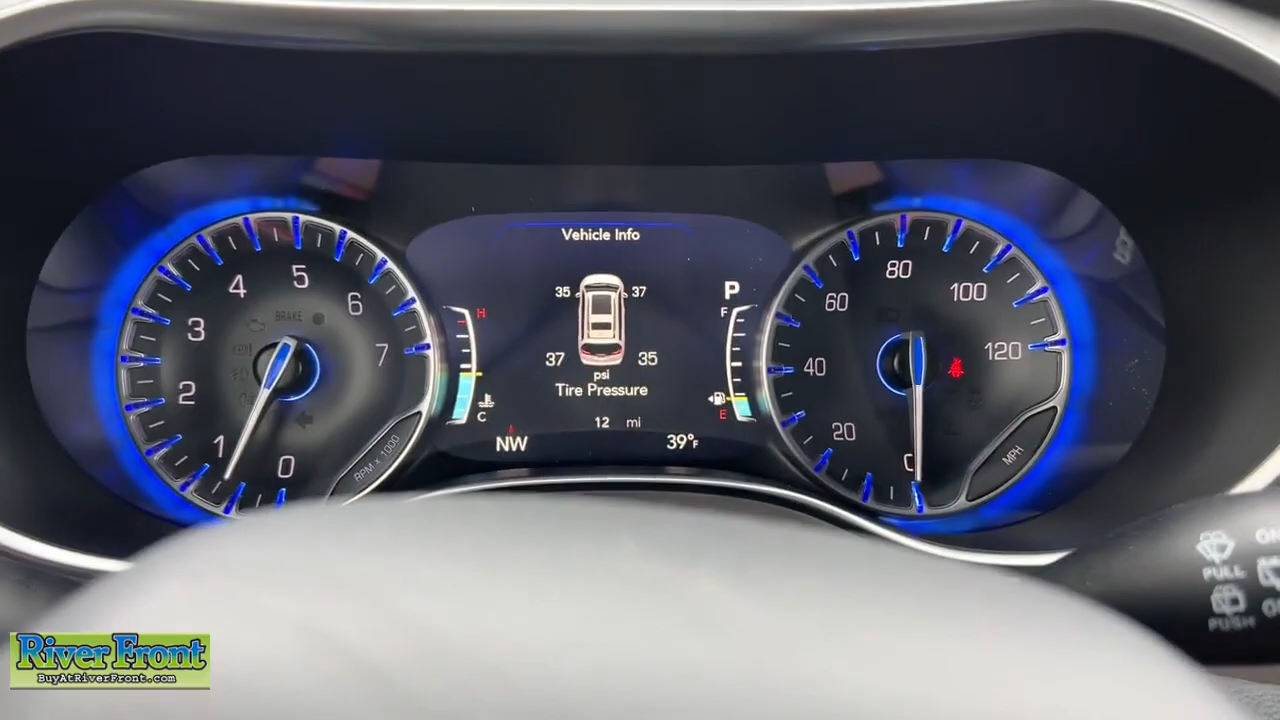 Vehicle Info
35 37
37 35
psi
Tire Pressure
12 mi
NW
39°F
H
C
P
F
E
BRAKE
0
1
2
3
4
5
6
7
RPM x 1000
0
20
40
60
80
100
120
MPH
PULL
PUSH
River Front
BuyAtRiverFront.com